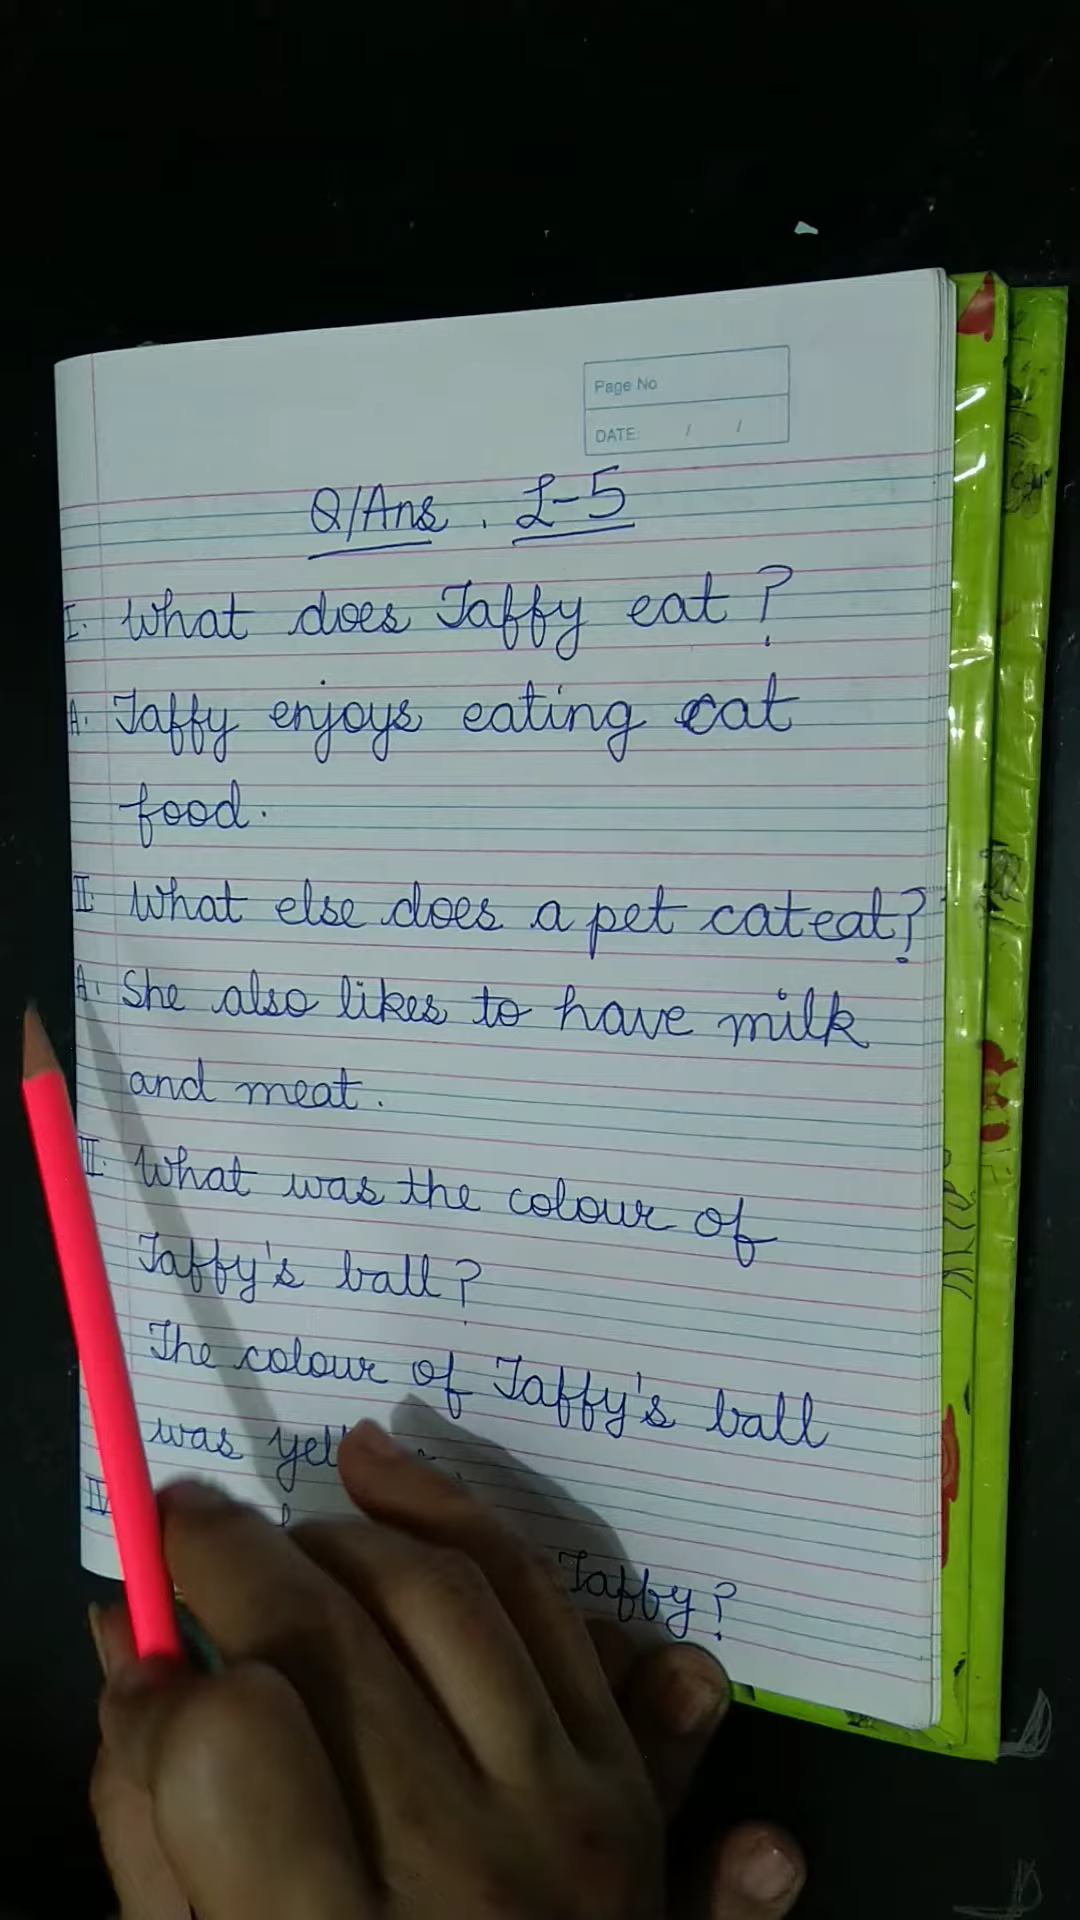 Page No
DATE: / /
Q/Ans. L-5
I. What does Taffy eat?
A. Taffy enjoys eating cat
food.
II. What else does a pet cat eat?
A. She also likes to have milk
and meat.
III. What was the colour of
Taffy's ball?
The colour of Taffy's ball
was
IV
Taffy?